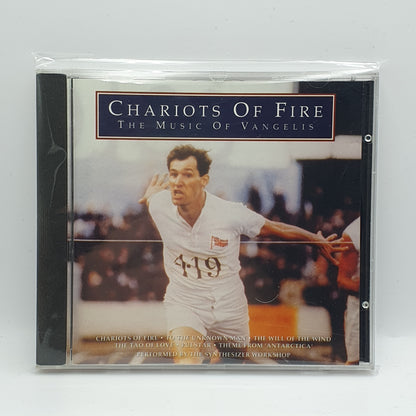 CHARIOTS OF FIRE
THE MUSIC OF VANGELIS
419
CHARIOTS OF FIRE • TO THE UNKNOWN MAN • THE WILL OF THE WIND
THE TAO OF LOVE • PULSTAR • THEME FROM 'ANTARCTICA'
PERFORMED BY THE SYNTHESIZER WORKSHOP